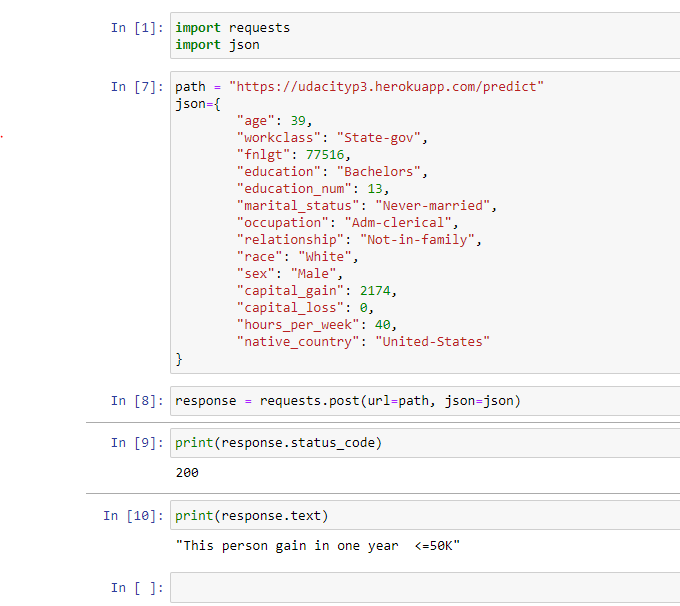 In [1]: import requests
import json
In [7]: path = "https://udacityp3.herokuapp.com/predict"
json={
"age": 39,
"workclass": "State-gov",
"fnlgt": 77516,
"education": "Bachelors",
"education_num": 13,
"marital_status": "Never-married",
"occupation": "Adm-clerical",
"relationship": "Not-in-family",
"race": "White",
"sex": "Male",
"capital_gain": 2174,
"capital_loss": 0,
"hours_per_week": 40,
"native_country": "United-States"
}
In [8]: response = requests.post(url=path, json=json)
In [9]: print(response.status_code)
200
In [10]: print(response.text)
"This person gain in one year  <=50K"
In [ ]: